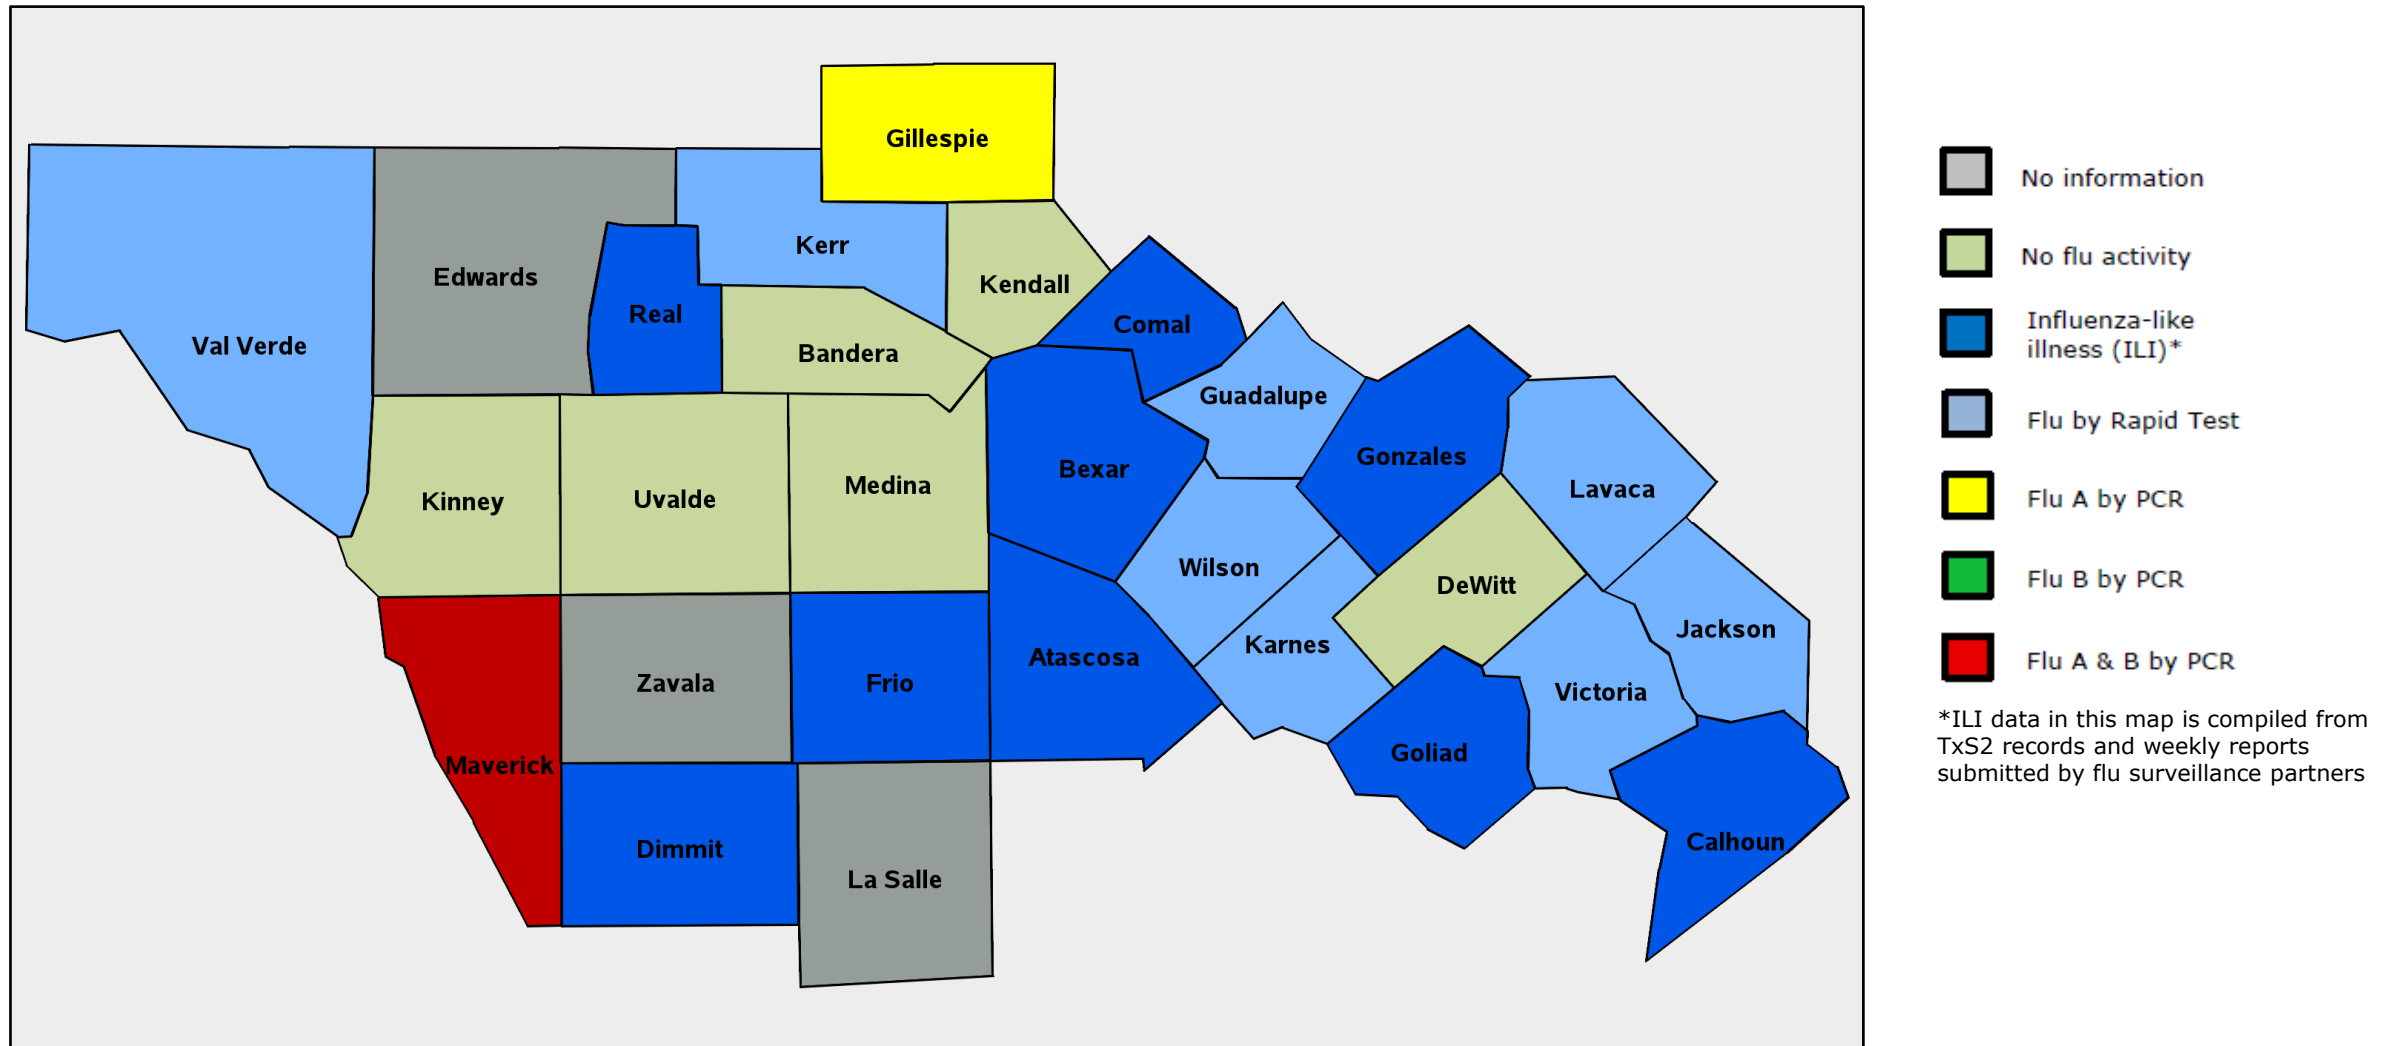 Gillespie
Kerr
Edwards
Kendall
Real
Comal
Val Verde
Bandera
Guadalupe
Gonzales
Bexar
Medina
Lavaca
Uvalde
Kinney
Wilson
DeWitt
Jackson
Karnes
Atascosa
Zavala
Frio
Victoria
Goliad
Maverick
Calhoun
Dimmit
La Salle
No information
No flu activity
Influenza-like
illness (ILI)*
Flu by Rapid Test
Flu A by PCR
Flu B by PCR
Flu A & B by PCR
*ILI data in this map is compiled from
TxS2 records and weekly reports
submitted by flu surveillance partners